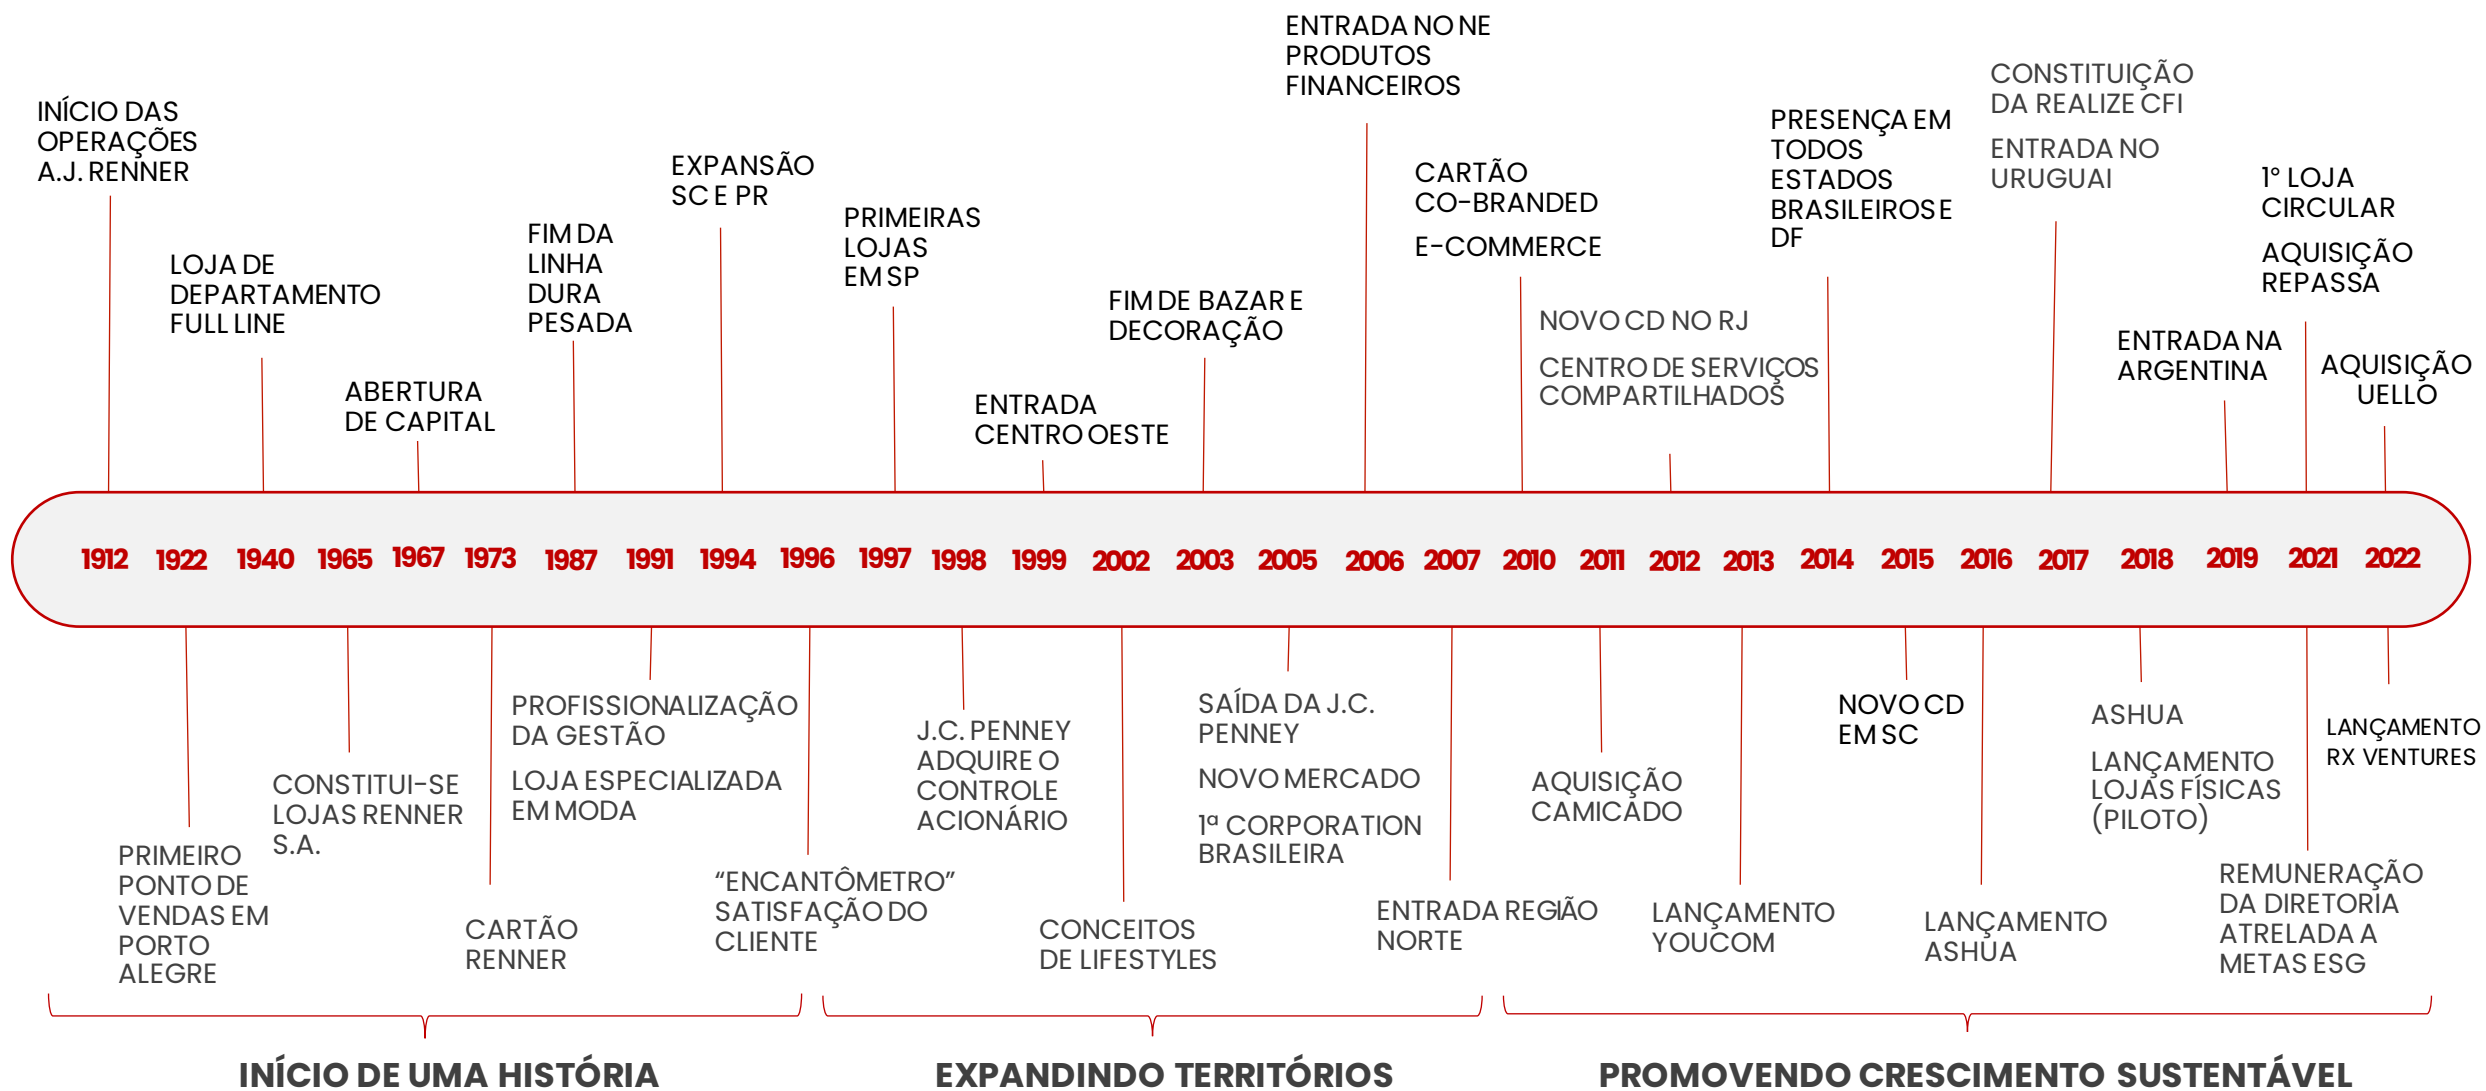 INÍCIO DAS
OPERAÇÕES
A.J. RENNER
LOJA DE
DEPARTAMENTO
FULL LINE
ABERTURA
DE CAPITAL
FIM DA
LINHA
DURA
PESADA
EXPANSÃO
SC E PR
PRIMEIRAS
LOJAS
EM SP
ENTRADA
CENTRO OESTE
FIM DE BAZAR E
DECORAÇÃO
ENTRADA NO NE
PRODUTOS
FINANCEIROS
CARTÃO
CO-BRANDED
E-COMMERCE
NOVO CD NO RJ
CENTRO DE SERVIÇOS
COMPARTILHADOS
PRESENÇA EM
TODOS
ESTADOS
BRASILEIROS E
DF
CONSTITUIÇÃO
DA REALIZE CFI
ENTRADA NO
URUGUAI
ENTRADA NA
ARGENTINA
1° LOJA
CIRCULAR
AQUISIÇÃO
REPASSA
AQUISIÇÃO
UELLO
1912 1922 1940 1965 1967 1973 1987 1991 1994 1996 1997 1998 1999 2002 2003 2005 2006 2007 2010 2011 2012 2013 2014 2015 2016 2017 2018 2019 2021 2022
PRIMEIRO
PONTO DE
VENDAS EM
PORTO
ALEGRE
CONSTITUI-SE
LOJAS RENNER
S.A.
CARTÃO
RENNER
PROFISSIONALIZAÇÃO
DA GESTÃO
LOJA ESPECIALIZADA
EM MODA
“ENCANTÔMETRO”
SATISFAÇÃO DO
CLIENTE
J.C. PENNEY
ADQUIRE O
CONTROLE
ACIONÁRIO
CONCEITOS
DE LIFESTYLES
SAÍDA DA J.C.
PENNEY
NOVO MERCADO
1ª CORPORATION
BRASILEIRA
ENTRADA REGIÃO
NORTE
AQUISIÇÃO
CAMICADO
LANÇAMENTO
YOUCOM
NOVO CD
EM SC
LANÇAMENTO
ASHUA
ASHUA
LANÇAMENTO
LOJAS FÍSICAS
(PILOTO)
REMUNERAÇÃO
DA DIRETORIA
ATRELADA A
METAS ESG
LANÇAMENTO
RX VENTURES
INÍCIO DE UMA HISTÓRIA
EXPANDINDO TERRITÓRIOS
PROMOVENDO CRESCIMENTO SUSTENTÁVEL